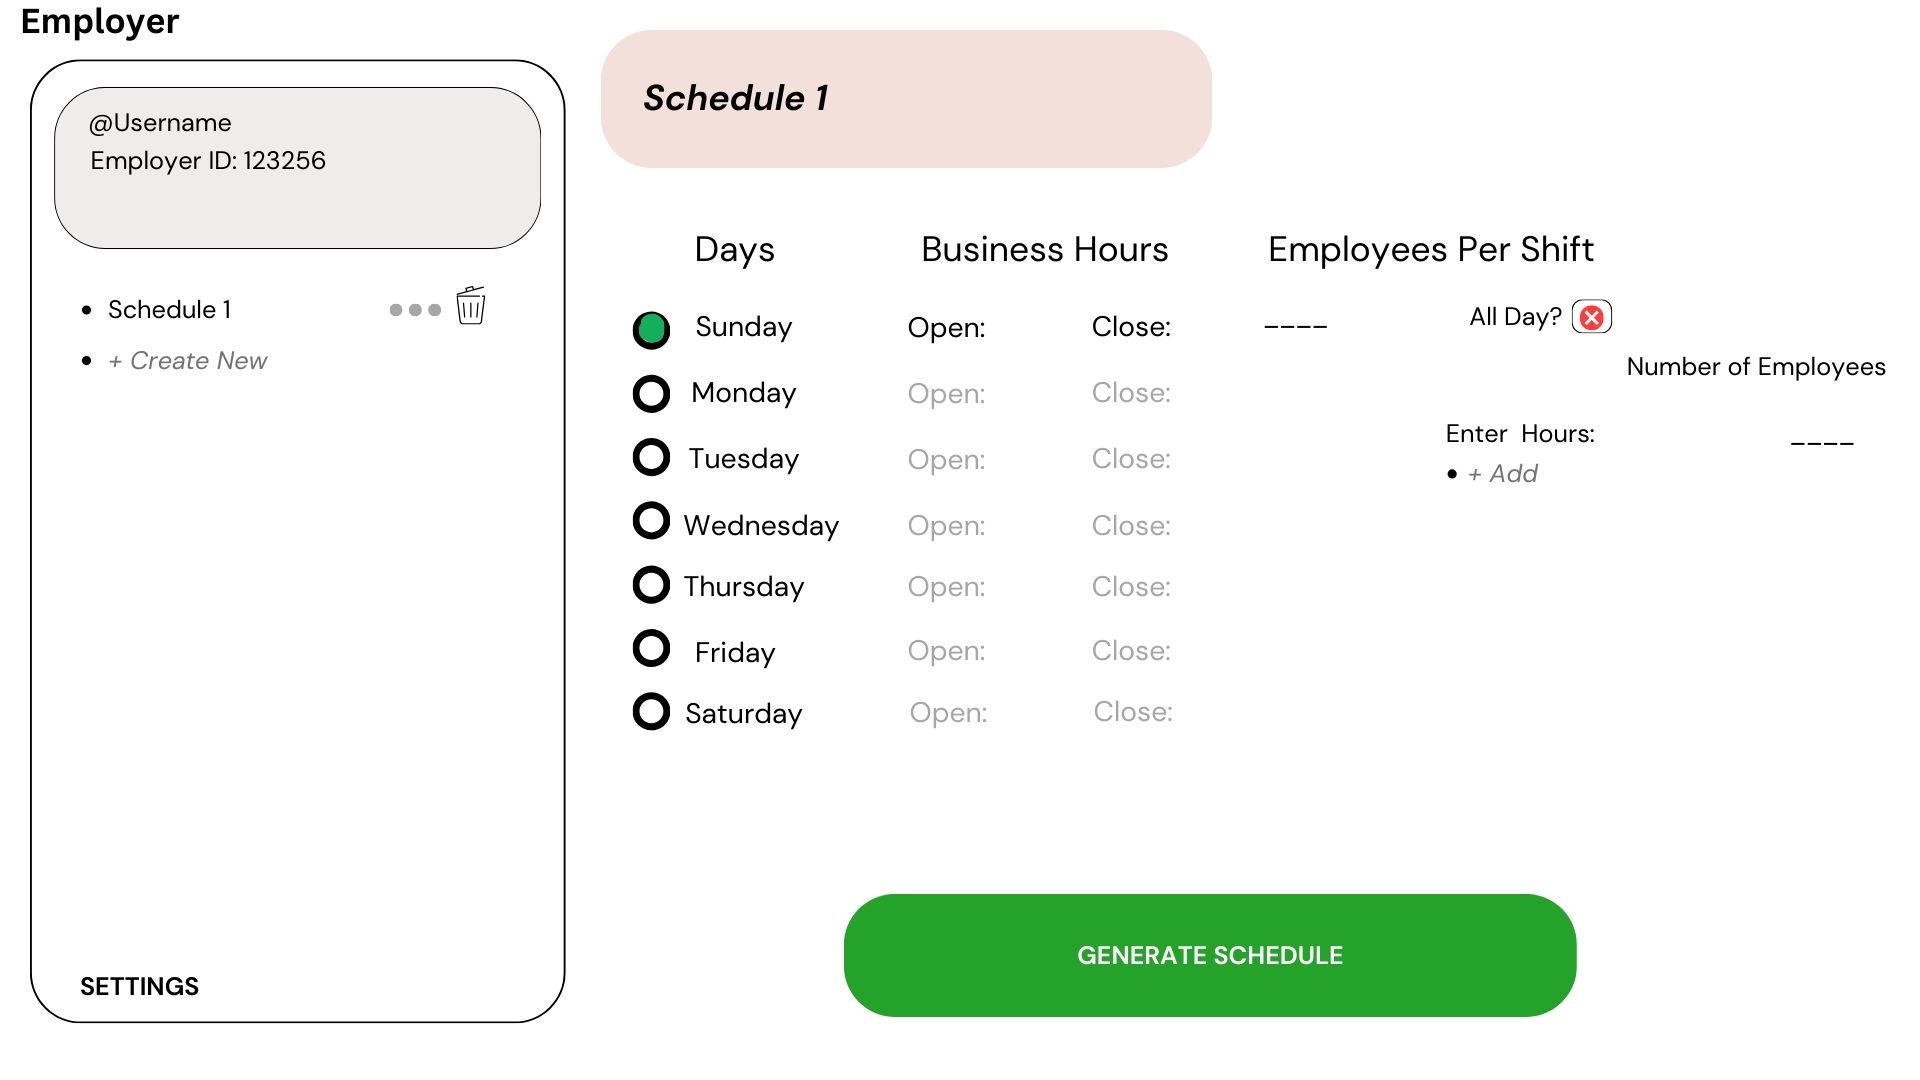 Employer
@Username
Employer ID: 123256
• Schedule 1
• + Create New
SETTINGS
Schedule 1
Days Business Hours Employees Per Shift
Sunday Open: Close: ____ All Day?
Number of Employees
Monday Open: Close:
Enter Hours: ____
• + Add
Tuesday Open: Close:
Wednesday Open: Close:
Thursday Open: Close:
Friday Open: Close:
Saturday Open: Close:
GENERATE SCHEDULE